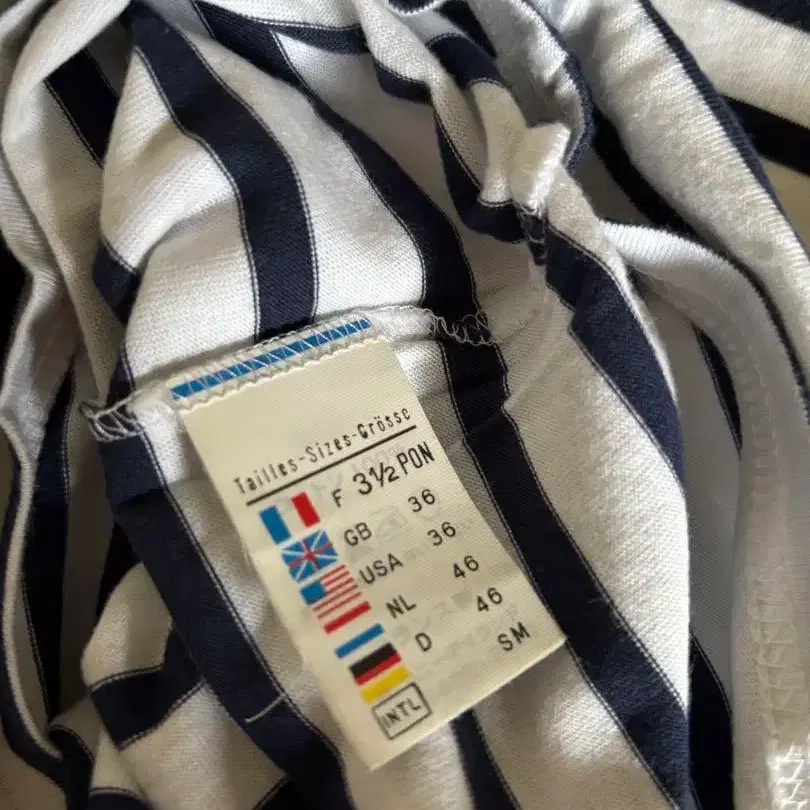 Tailles-Sizes-Grösse
F 3½ PON
GB 36
USA 36
NL 46
D 46
INTL SM